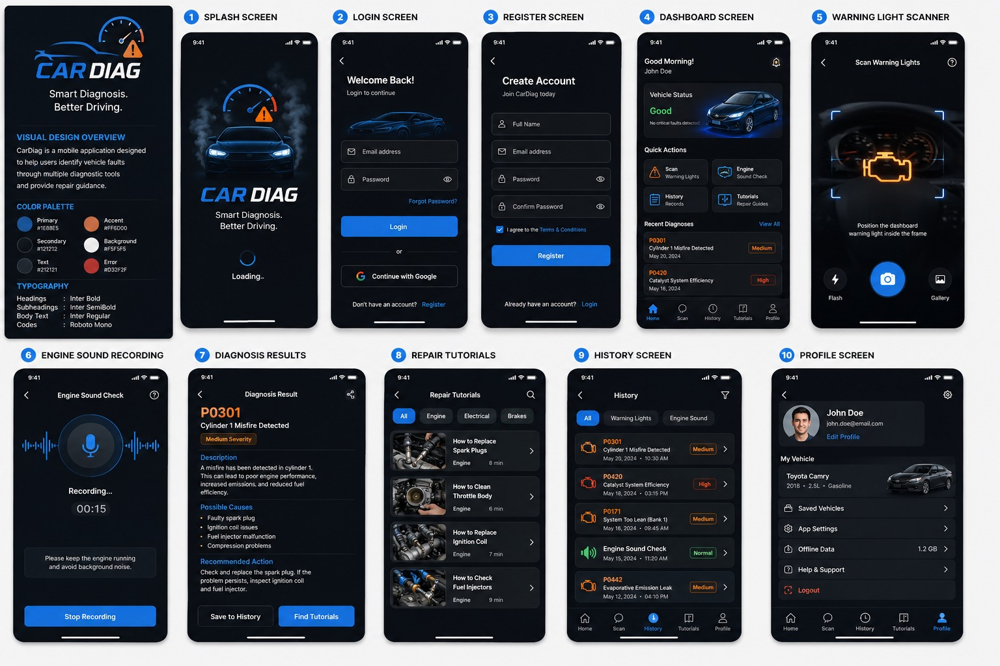 CAR DIAG
Smart Diagnosis.
Better Driving.
VISUAL DESIGN OVERVIEW
CarDiag is a mobile application designed
to help users identify vehicle faults
through multiple diagnostic tools
and provide repair guidance.
COLOR PALETTE
Primary
#1E88E5
Accent
#FF6D00
Secondary
#121212
Background
#F5F5F5
Text
#212121
Error
#D32F2F
TYPOGRAPHY
Headings : Inter Bold
Subheadings : Inter SemiBold
Body Text : Inter Regular
Codes : Roboto Mono
1 SPLASH SCREEN
9:41
CAR DIAG
Smart Diagnosis.
Better Driving.
Loading..
2 LOGIN SCREEN
9:41
Welcome Back!
Login to continue
Email address
Password
Forgot Password?
Login
or
Continue with Google
Don't have an account? Register
3 REGISTER SCREEN
9:41
Create Account
Join CarDiag today
Full Name
Email address
Password
Confirm Password
I agree to the Terms & Conditions
Register
Already have an account? Login
4 DASHBOARD SCREEN
9:41
Good Morning!
John Doe
Vehicle Status
Good
No critical faults detected
Quick Actions
Scan
Warning Lights
Engine
Sound Check
History
Records
Tutorials
Repair Guides
Recent Diagnoses View All
P0301
Cylinder 1 Misfire Detected
May 20, 2024
Medium
P0420
Catalyst System Efficiency
May 18, 2024
High
Home Scan History Tutorials Profile
5 WARNING LIGHT SCANNER
9:41
Scan Warning Lights
Position the dashboard
warning light inside the frame
Flash
Gallery
6 ENGINE SOUND RECORDING
9:41
Engine Sound Check
Recording...
00:15
Please keep the engine running
and avoid background noise.
Stop Recording
7 DIAGNOSIS RESULTS
9:41
Diagnosis Result
P0301
Cylinder 1 Misfire Detected
Medium Severity
Description
A misfire has been detected in cylinder 1.
This can lead to poor engine performance,
increased emissions, and reduced fuel
efficiency.
Possible Causes
• Faulty spark plug
• Ignition coil issues
• Fuel injector malfunction
• Compression problems
Recommended Action
Check and replace the spark plug. If the
problem persists, inspect ignition coil
and fuel injector.
Save to History
Find Tutorials
8 REPAIR TUTORIALS
9:41
Repair Tutorials
All Engine Electrical Brakes
How to Replace
Spark Plugs
Engine 8 min
How to Clean
Throttle Body
Engine 6 min
How to Replace
Ignition Coil
Engine 7 min
How to Check
Fuel Injectors
Engine 9 min
9 HISTORY SCREEN
9:41
History
All Warning Lights Engine Sound
P0301
Cylinder 1 Misfire Detected
May 20, 2024 • 10:30 AM
Medium
P0420
Catalyst System Efficiency
May 18, 2024 • 03:15 PM
High
P0171
System Too Lean (Bank 1)
May 16, 2024 • 09:45 AM
Medium
Engine Sound Check
May 15, 2024 • 11:20 AM
Normal
P0442
Evaporative Emission Leak
May 12, 2024 • 04:10 PM
Medium
Home Scan History Tutorials Profile
10 PROFILE SCREEN
9:41
John Doe
john.doe@email.com
Edit Profile
My Vehicle
Toyota Camry
2018 • 2.5L • Gasoline
Saved Vehicles
App Settings
Offline Data 1.2 GB
Help & Support
Logout
Home Scan History Tutorials Profile